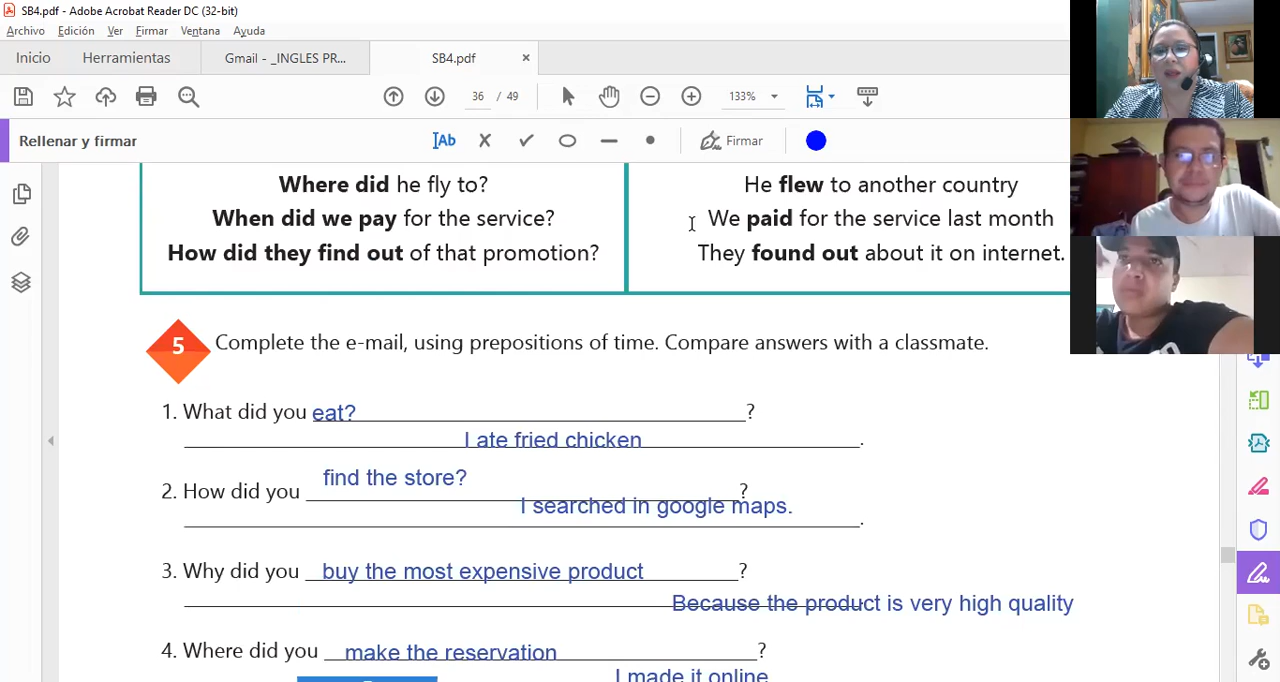 SB4.pdf - Adobe Acrobat Reader DC (32-bit)
Archivo Edición Ver Firmar Ventana Ayuda
Inicio Herramientas Gmail - _INGLES PR... SB4.pdf ×
36 / 49 133%
Rellenar y firmar Ab Firmar
Where did he fly to? He flew to another country
When did we pay for the service? We paid for the service last month
How did they find out of that promotion? They found out about it on internet.
5 Complete the e-mail, using prepositions of time. Compare answers with a classmate.
1. What did you eat? ?
I ate fried chicken .
2. How did you find the store? ?
I searched in google maps. .
3. Why did you buy the most expensive product ?
Because the product is very high quality
4. Where did you make the reservation ?
I made it online